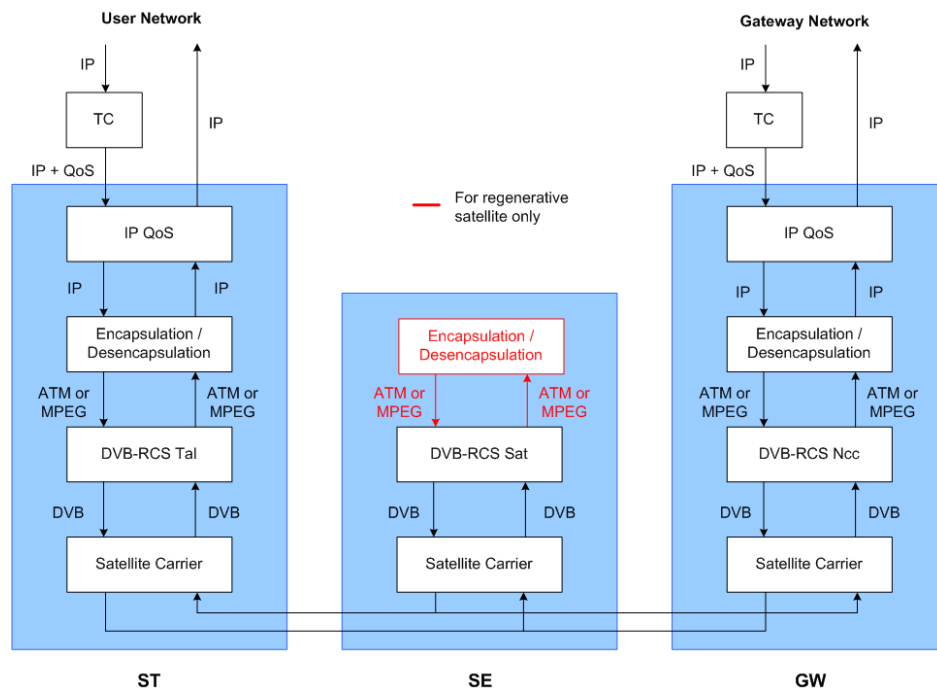 User Network
Gateway Network
IP
TC
IP
IP + QoS
IP
TC
IP
IP + QoS
For regenerative
satellite only
IP QoS
IP
IP
Encapsulation /
Desencapsulation
ATM or
MPEG
ATM or
MPEG
DVB-RCS Tal
DVB
DVB
Satellite Carrier
Encapsulation /
Desencapsulation
ATM or
MPEG
ATM or
MPEG
DVB-RCS Sat
DVB
DVB
Satellite Carrier
IP QoS
IP
IP
Encapsulation /
Desencapsulation
ATM or
MPEG
ATM or
MPEG
DVB-RCS Ncc
DVB
DVB
Satellite Carrier
ST
SE
GW